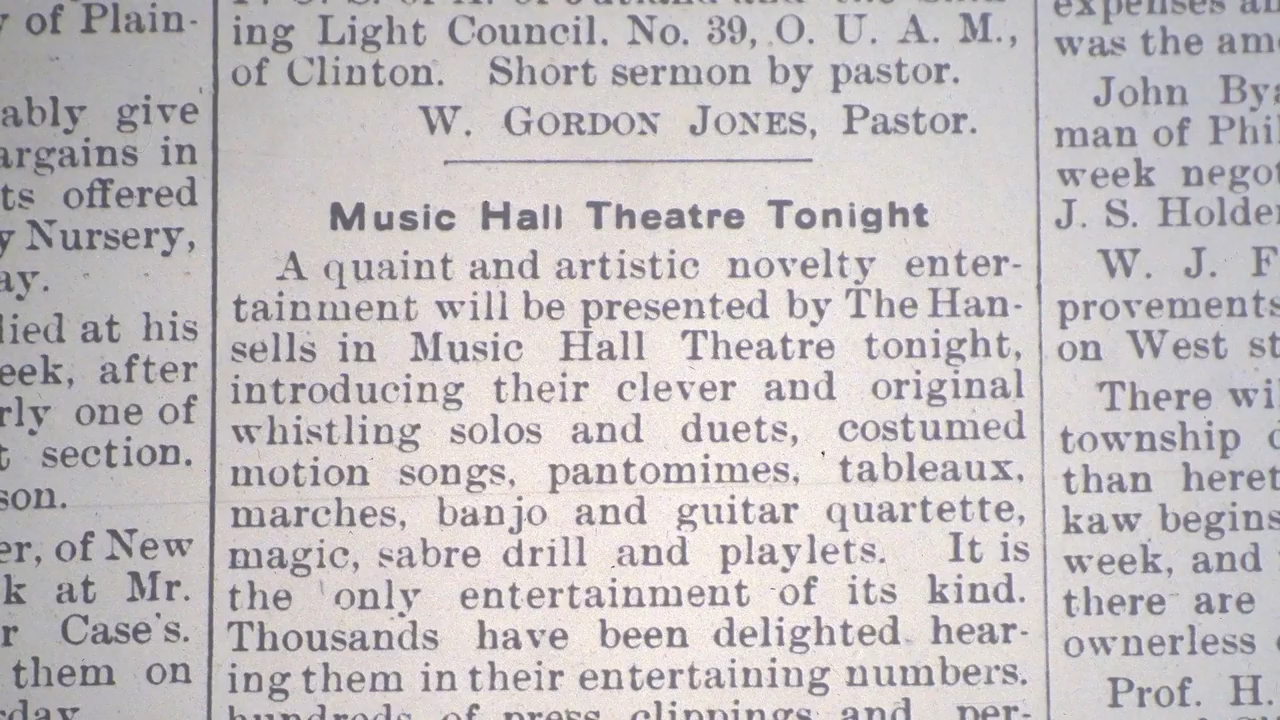 y of Plain-
ably give
argains in
ts offered
y Nursery,
ay.
lied at his
eek, after
rly one of
t section.
son.
er, of New
k at Mr.
r Case's.
them on
rday
ing Light Council. No. 39, O. U. A. M.,
of Clinton. Short sermon by pastor.
W. GORDON JONES, Pastor.
Music Hall Theatre Tonight
A quaint and artistic novelty enter-
tainment will be presented by The Han-
sells in Music Hall Theatre tonight,
introducing their clever and original
whistling solos and duets, costumed
motion songs, pantomimes, tableaux,
marches, banjo and guitar quartette,
magic, sabre drill and playlets. It is
the only entertainment of its kind.
Thousands have been delighted hear-
ing them in their entertaining numbers.
hundreds of press clippings and per-
expenses an
was the am
John By
man of Phi
week nego
J. S. Holde
W. J. F
provements
on West st
There wi
township
than heret
kaw begins
week, and
there are
ownerless
Prof. H.